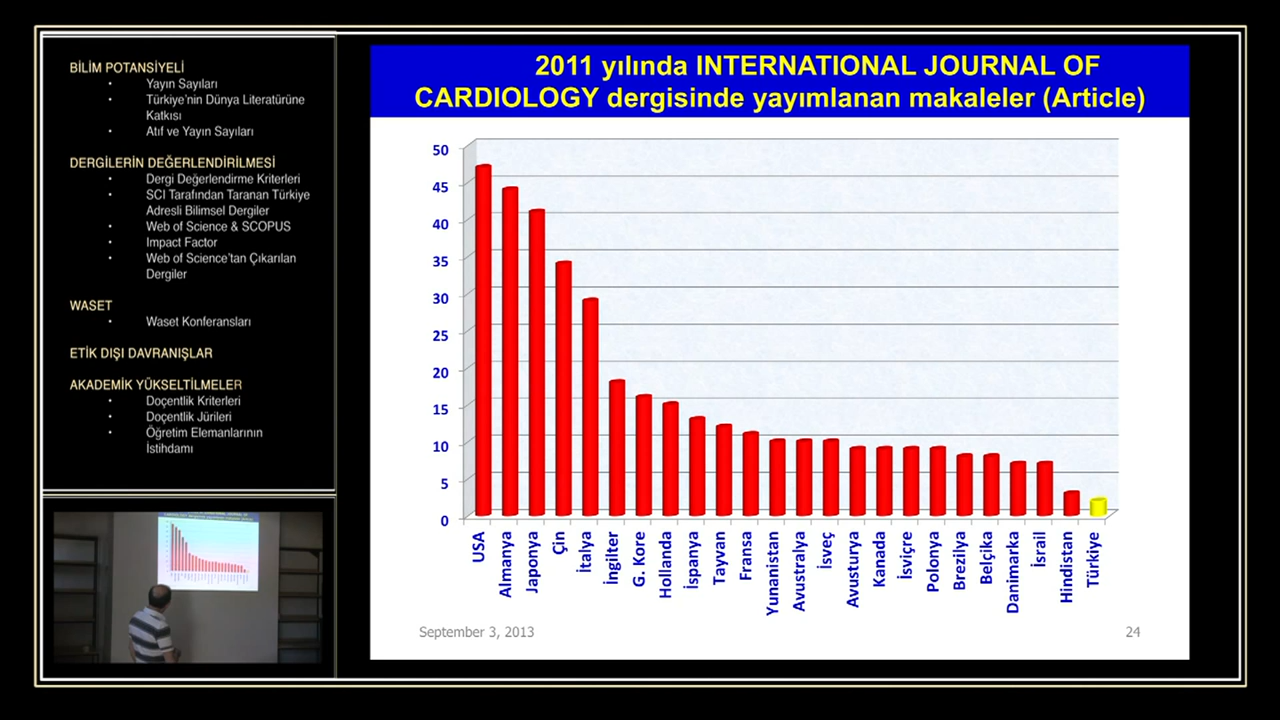 BİLİM POTANSİYELİ
• Yayın Sayıları
• Türkiye'nin Dünya Literatürüne
Katkısı
• Atıf ve Yayın Sayıları
DERGİLERİN DEĞERLENDİRİLMESİ
• Dergi Değerlendirme Kriterleri
• SCI Tarafından Taranan Türkiye
Adresli Bilimsel Dergiler
• Web of Science & SCOPUS
• Impact Factor
• Web of Science'tan Çıkarılan
Dergiler
WASET
• Waset Konferansları
ETİK DIŞI DAVRANIŞLAR
AKADEMİK YÜKSELTİLMELER
• Doçentlik Kriterleri
• Doçentlik Jürileri
• Öğretim Elemanlarının
İstihdamı
2011 yılında INTERNATIONAL JOURNAL OF
CARDIOLOGY dergisinde yayımlanan makaleler (Article)
50
45
40
35
30
25
20
15
10
5
0
USA
Almanya
Japonya
Çin
İtalya
İngilter
G. Kore
Hollanda
İspanya
Tayvan
Fransa
Yunanistan
Avustralya
İsveç
Avusturya
Kanada
İsviçre
Polonya
Brezilya
Belçika
Danimarka
İsrail
Hindistan
Türkiye
September 3, 2013
24